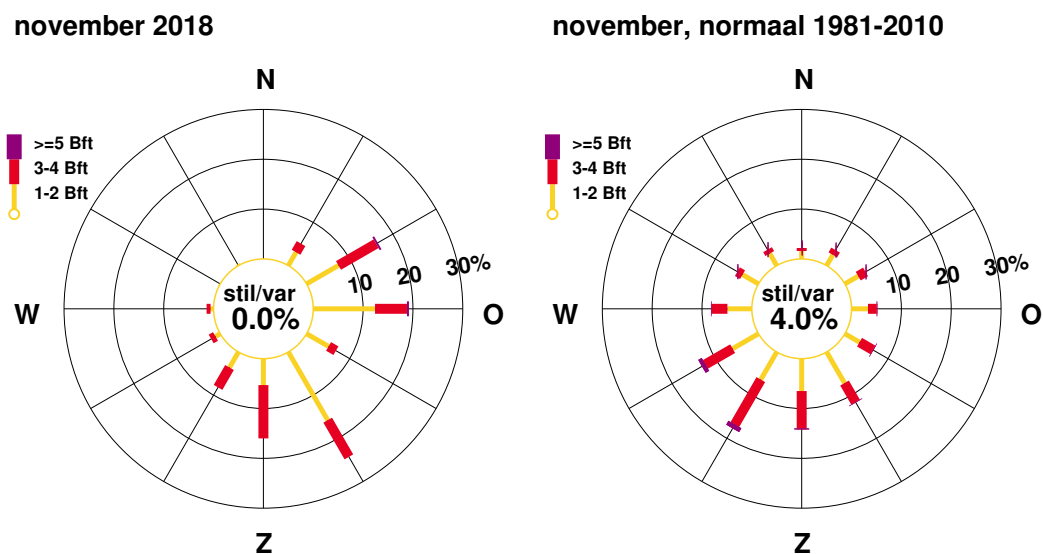 november 2018
N
>=5 Bft
3-4 Bft
1-2 Bft
W
stil/var
0.0%
10
20
30%
O
Z
november, normaal 1981-2010
N
>=5 Bft
3-4 Bft
1-2 Bft
W
stil/var
4.0%
10
20
30%
O
Z